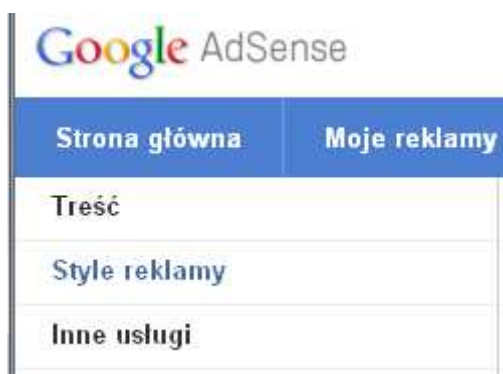 Google AdSense
Strona główna Moje reklamy
Treść
Style reklamy
Inne usługi